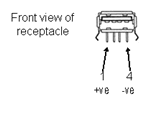 Front view of
receptacle
1 4
+ve -ve